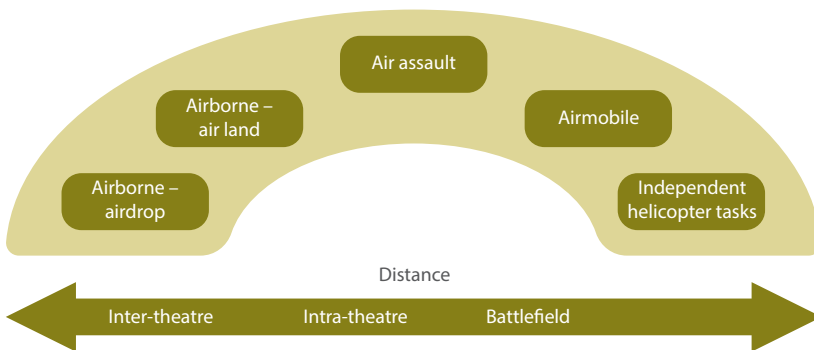 Air assault
Airborne –
air land
Airmobile
Airborne –
airdrop
Independent
helicopter tasks
Distance
Inter-theatre
Intra-theatre
Battlefield